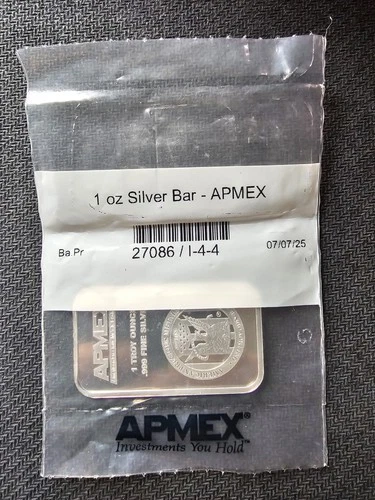 1 oz Silver Bar - APMEX
Ba.Pr
27086 / I-4-4
07/07/25
APMEX
1 TROY OUNCE
.999 FINE SILVER
APMEX®
Investments You Hold™